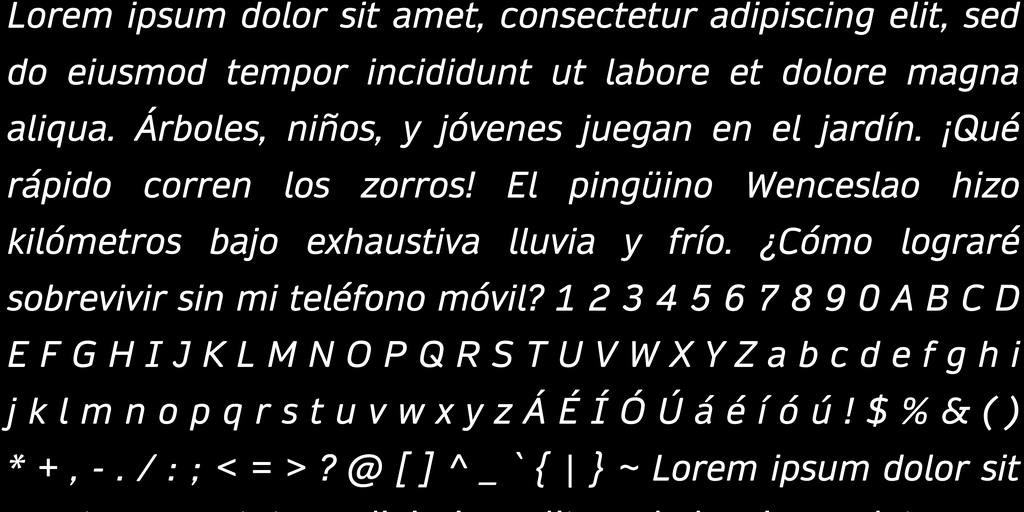 Lorem ipsum dolor sit amet, consectetur adipiscing elit, sed
do eiusmod tempor incididunt ut labore et dolore magna
aliqua. Árboles, niños, y jóvenes juegan en el jardín. ¡Qué
rápido corren los zorros! El pingüino Wenceslao hizo
kilómetros bajo exhaustiva lluvia y frío. ¿Cómo lograré
sobrevivir sin mi teléfono móvil? 1 2 3 4 5 6 7 8 9 0 A B C D
E F G H I J K L M N O P Q R S T U V W X Y Z a b c d e f g h i
j k l m n o p q r s t u v w x y z Á É Í Ó Ú á é í ó ú ! $ % & ( )
* + , - . / : ; < = > ? @ [ ] ^ _ ` { | } ~ Lorem ipsum dolor sit